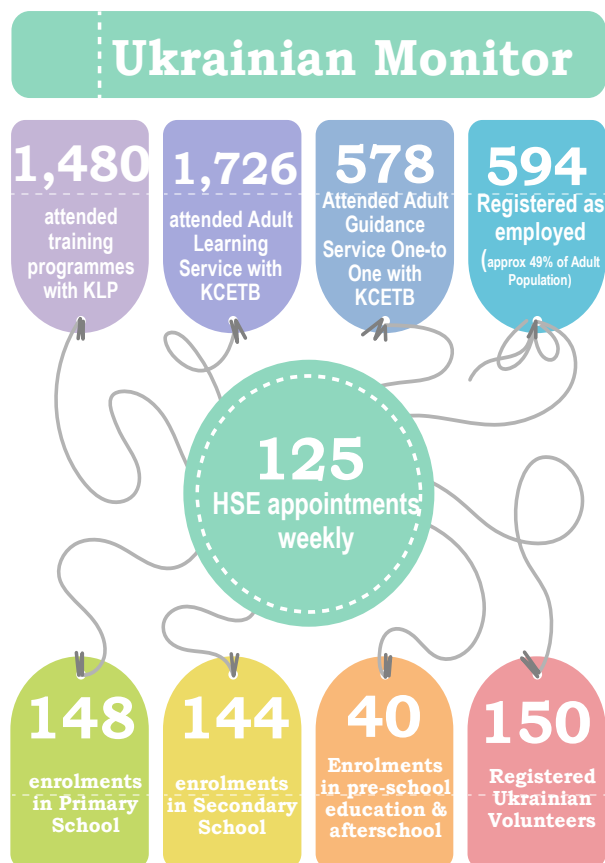 Ukrainian Monitor
1,480
attended
training
programmes
with KLP
1,726
attended Adult
Learning
Service with
KCETB
578
Attended Adult
Guidance
Service One-to
One with
KCETB
594
Registered as
employed
(approx 49% of Adult
Population)
125
HSE appointments
weekly
148
enrolments
in Primary
School
144
enrolments
in Secondary
School
40
Enrolments
in pre-school
education &
afterschool
150
Registered
Ukrainian
Volunteers